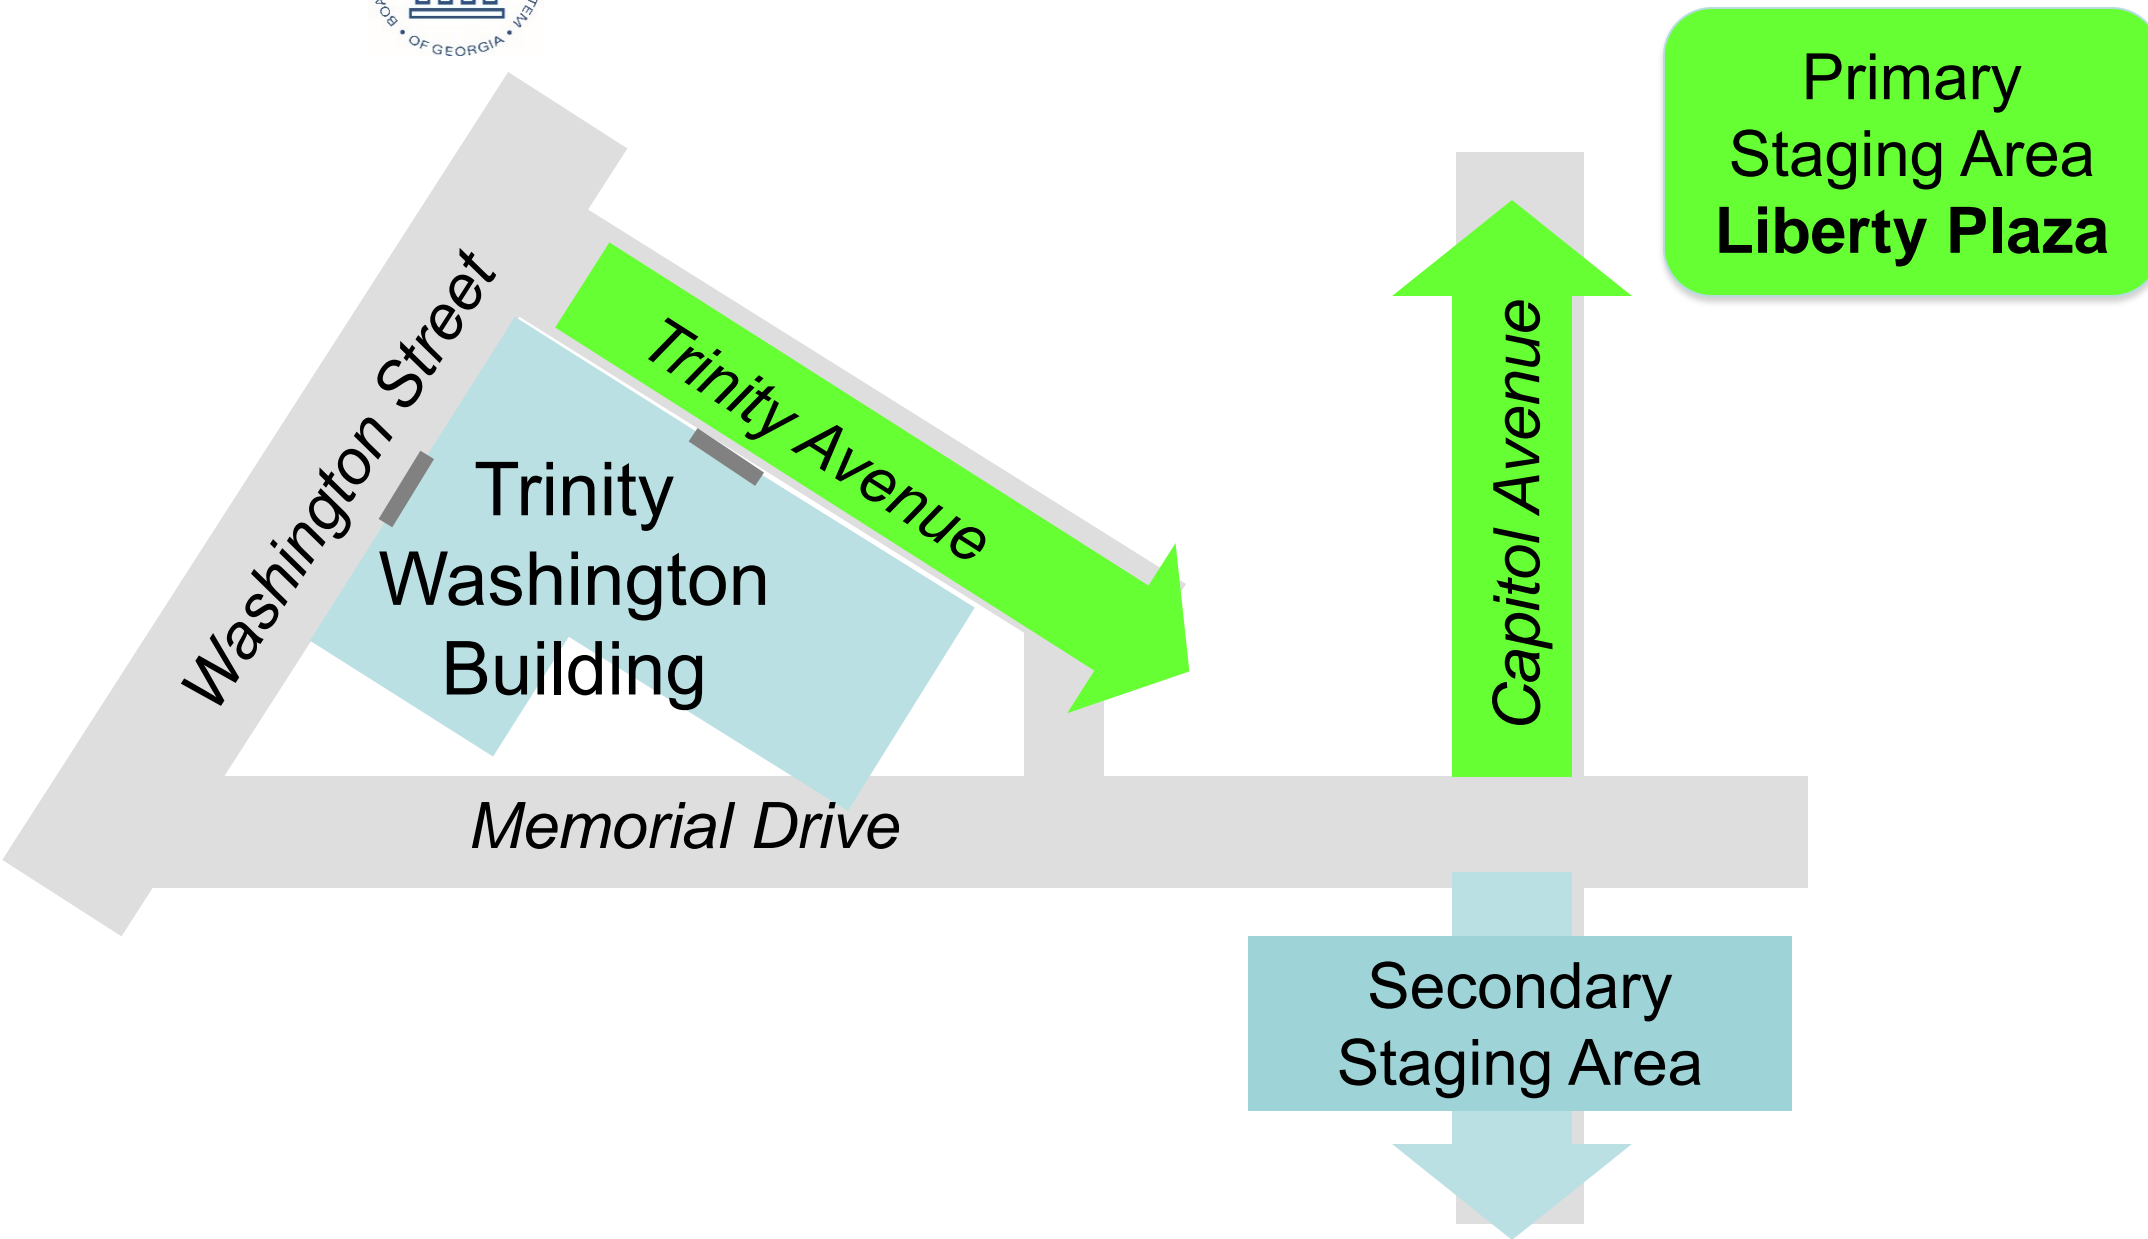 OF GEORGIA
Primary
Staging Area
Liberty Plaza
Washington Street
Trinity Avenue
Capitol Avenue
Trinity
Washington
Building
Memorial Drive
Secondary
Staging Area